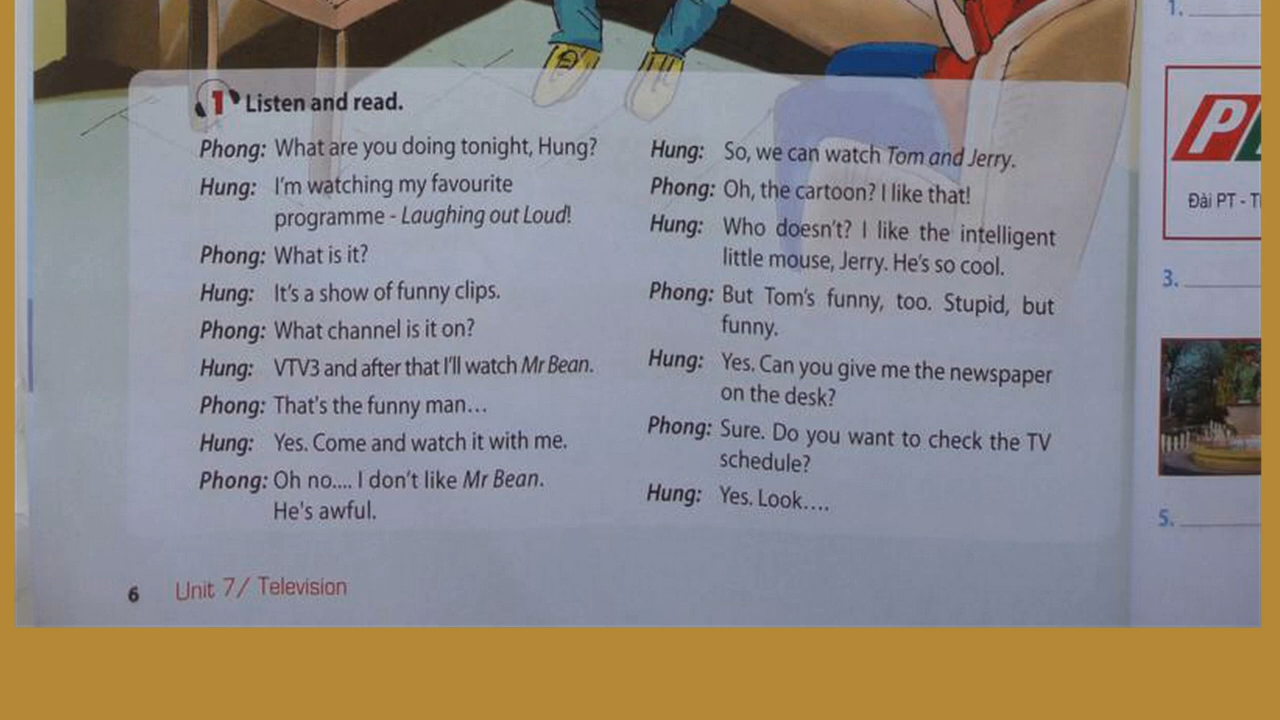 1 Listen and read.
Phong: What are you doing tonight, Hung?
Hung: I'm watching my favourite
programme - Laughing out Loud!
Phong: What is it?
Hung: It's a show of funny clips.
Phong: What channel is it on?
Hung: VTV3 and after that I'll watch Mr Bean.
Phong: That's the funny man...
Hung: Yes. Come and watch it with me.
Phong: Oh no.... I don't like Mr Bean.
He's awful.
Hung: So, we can watch Tom and Jerry.
Phong: Oh, the cartoon? I like that!
Hung: Who doesn't? I like the intelligent
little mouse, Jerry. He's so cool.
Phong: But Tom's funny, too. Stupid, but
funny.
Hung: Yes. Can you give me the newspaper
on the desk?
Phong: Sure. Do you want to check the TV
schedule?
Hung: Yes. Look....
6 Unit 7/ Television
1.
P
Đài PT - T
3.
5.